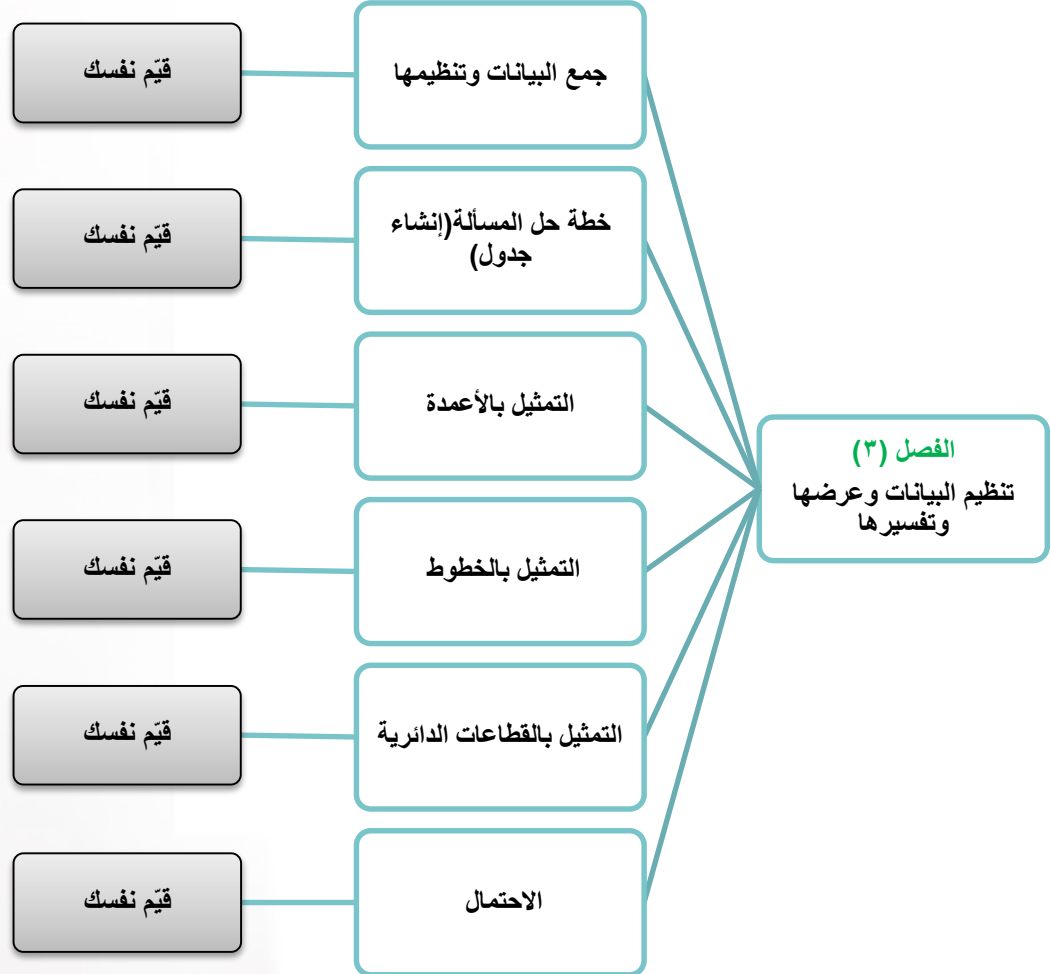 الفصل (٣)
تنظيم البيانات وعرضها
وتفسيرها
جمع البيانات وتنظيمها
قيّم نفسك
خطة حل المسألة(إنشاء
جدول)
قيّم نفسك
التمثيل بالأعمدة
قيّم نفسك
التمثيل بالخطوط
قيّم نفسك
التمثيل بالقطاعات الدائرية
قيّم نفسك
الاحتمال
قيّم نفسك